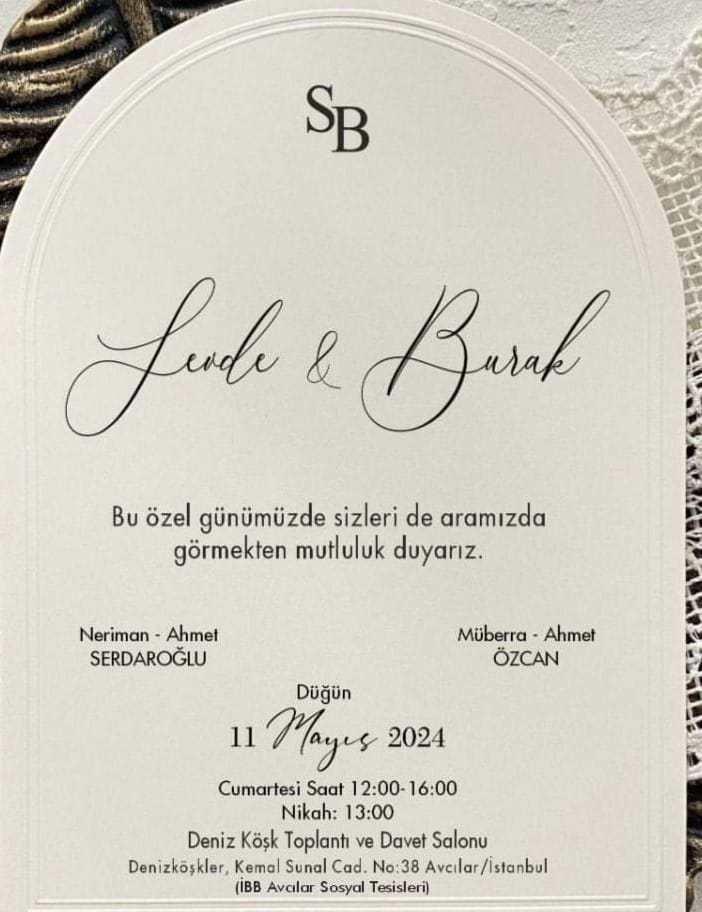 SB
Sevde & Burak
Bu özel günümüzde sizleri de aramızda
görmekten mutluluk duyarız.
Neriman - Ahmet
SERDAROĞLU
Müberra - Ahmet
ÖZCAN
Düğün
11 Mayıs 2024
Cumartesi Saat 12:00-16:00
Nikah: 13:00
Deniz Köşk Toplantı ve Davet Salonu
Denizköşkler, Kemal Sunal Cad. No:38 Avcılar/İstanbul
(İBB Avcılar Sosyal Tesisleri)